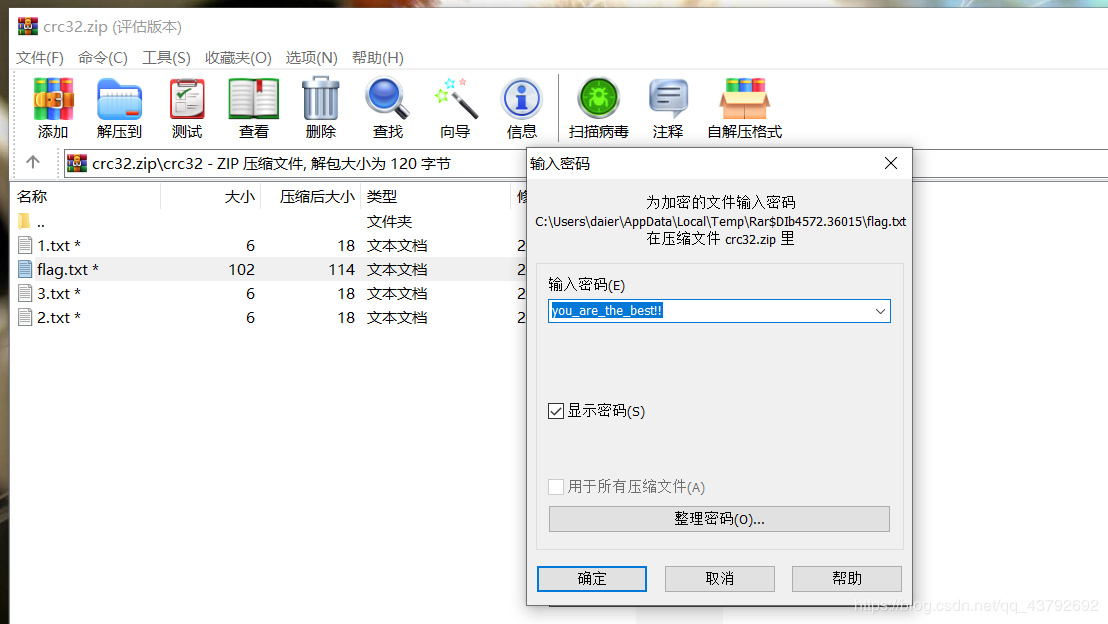 crc32.zip (评估版本)
文件(F) 命令(C) 工具(S) 收藏夹(O) 选项(N) 帮助(H)
添加 解压到 测试 查看 删除 查找 向导 信息 扫描病毒 注释 自解压格式
crc32.zip\crc32 - ZIP 压缩文件, 解包大小为 120 字节
名称 大小 压缩后大小 类型
.. 文件夹
1.txt * 6 18 文本文档 2
flag.txt * 102 114 文本文档 2
3.txt * 6 18 文本文档 2
2.txt * 6 18 文本文档 2
输入密码
为加密的文件输入密码
C:\Users\daier\AppData\Local\Temp\Rar$DIb4572.36015\flag.txt
在压缩文件 crc32.zip 里
输入密码(E)
you_are_the_best!!
显示密码(S)
用于所有压缩文件(A)
整理密码(O)...
确定 取消 帮助
https://blog.csdn.net/qq_43792692